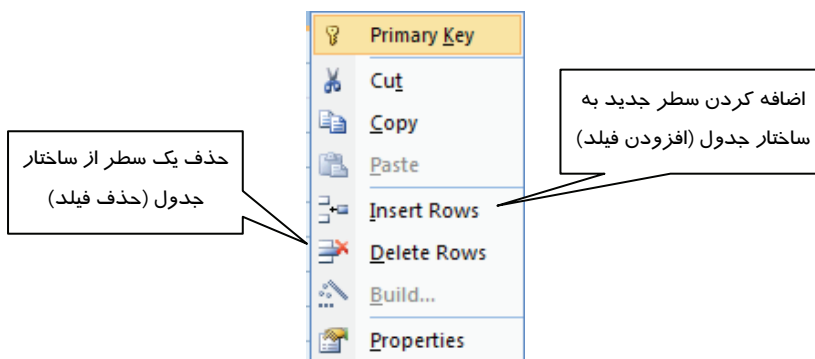 Primary Key
Cut
Copy
Paste
Insert Rows
Delete Rows
Build...
Properties
اضافه کردن سطر جدید به
ساختار جدول (افزودن فیلد)
حذف یک سطر از ساختار
جدول (حذف فیلد)